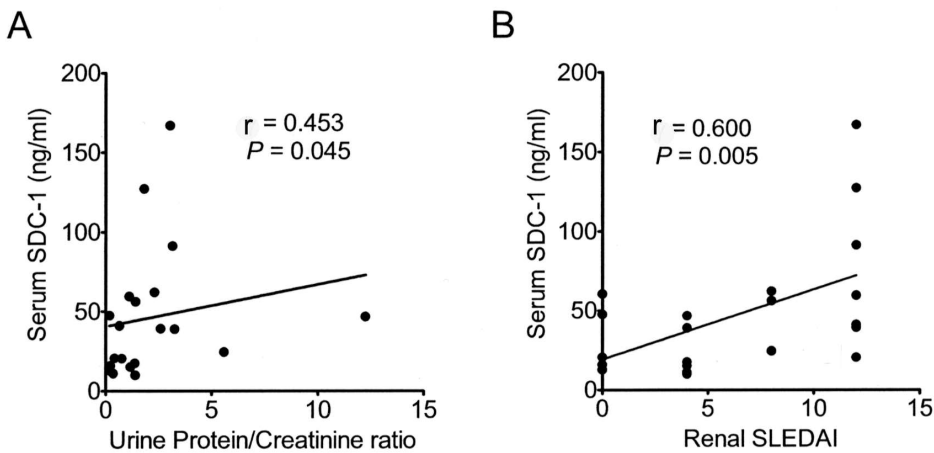 A
200
150
100
50
0
Serum SDC-1 (ng/ml)
r = 0.453
P = 0.045
0 5 10 15
Urine Protein/Creatinine ratio
B
200
150
100
50
0
Serum SDC-1 (ng/ml)
r = 0.600
P = 0.005
0 5 10 15
Renal SLEDAI